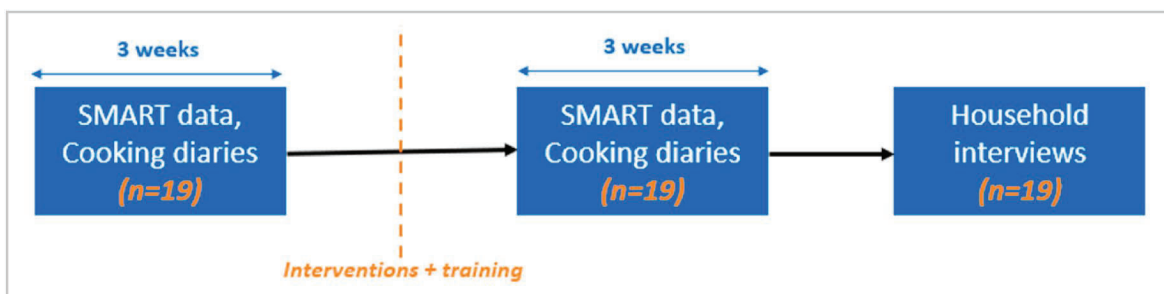 3 weeks
SMART data,
Cooking diaries
(n=19)
Interventions + training
3 weeks
SMART data,
Cooking diaries
(n=19)
Household
interviews
(n=19)